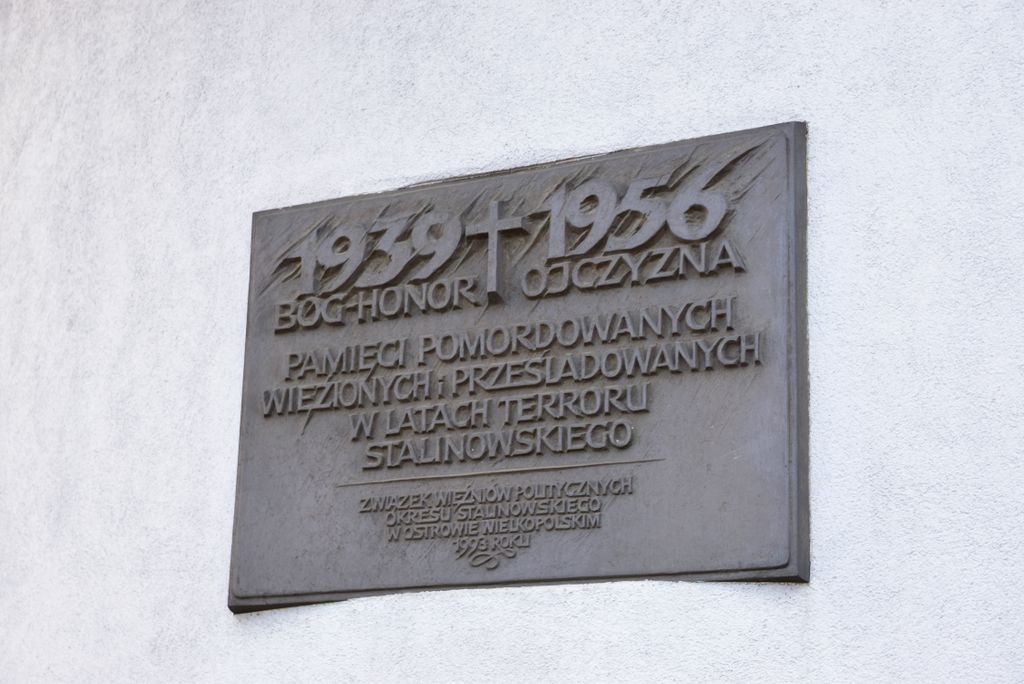 1939 1956
BÓG-HONOR OJCZYZNA
PAMIĘCI POMORDOWANYCH
WIĘZIONYCH i PRZEŚLADOWANYCH
W LATACH TERRORU
STALINOWSKIEGO
ZWIĄZEK WIĘŹNIÓW POLITYCZNYCH
OKRESU STALINOWSKIEGO
W OSTROWIE WIELKOPOLSKIM
1993 ROKU